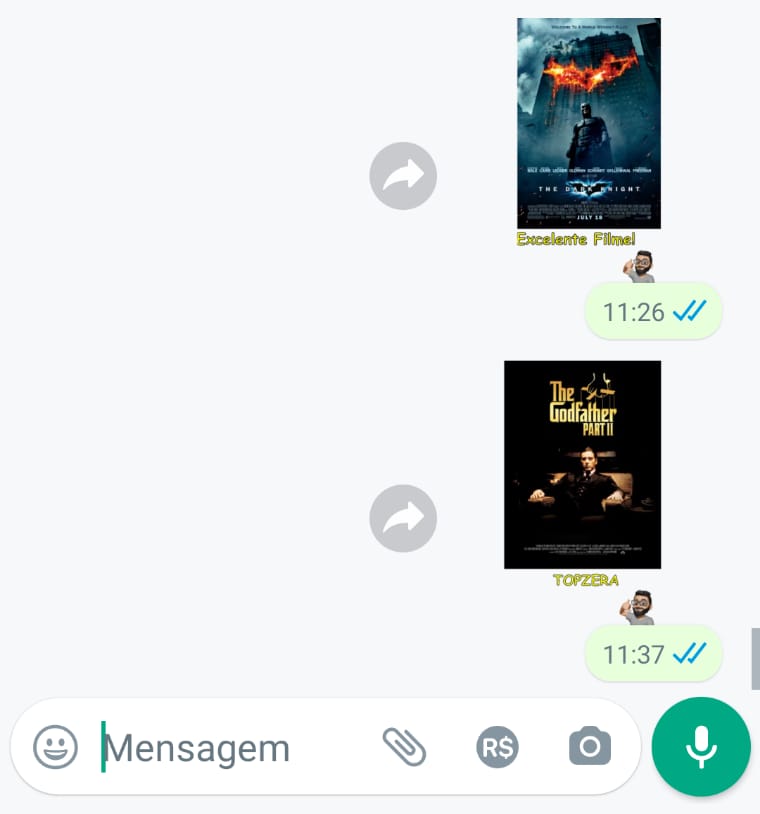 WELCOME TO A WORLD WITHOUT RULES.
BALE CAINE LEDGER OLDMAN ECKHART GYLLENHAAL FREEMAN
THE DARK KNIGHT
JULY 18
Excelente Filme!
11:26
The
Godfather
PART II
TOPZERA
11:37
Mensagem
R$